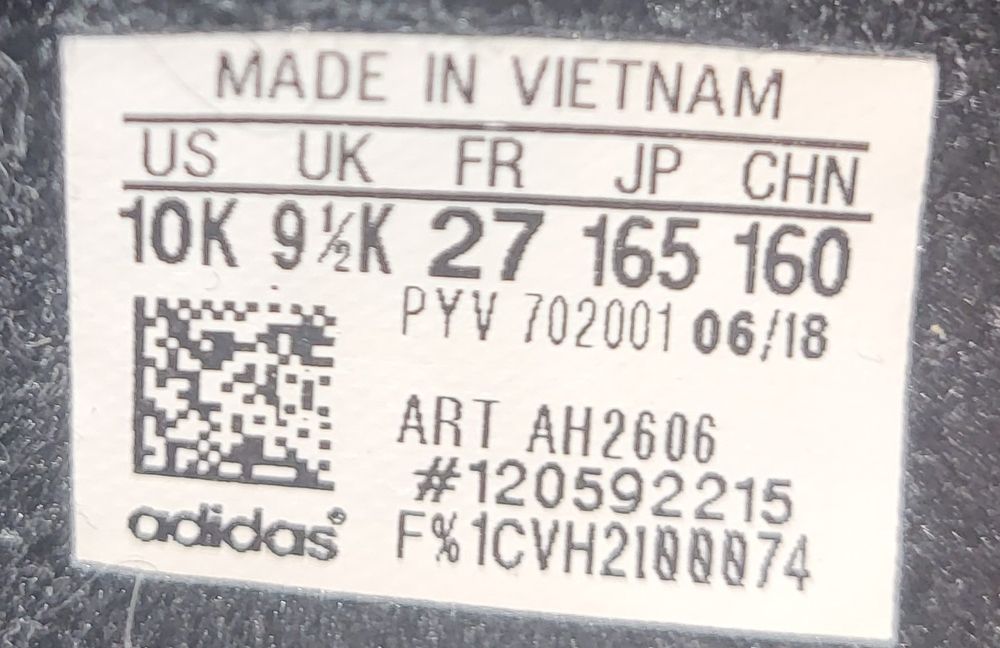 MADE IN VIETNAM
US UK FR JP CHN
10K 9½K 27 165 160
PYV 702001 06/18
ART AH2606
#120592215
adidas® F%1CVH2I00074